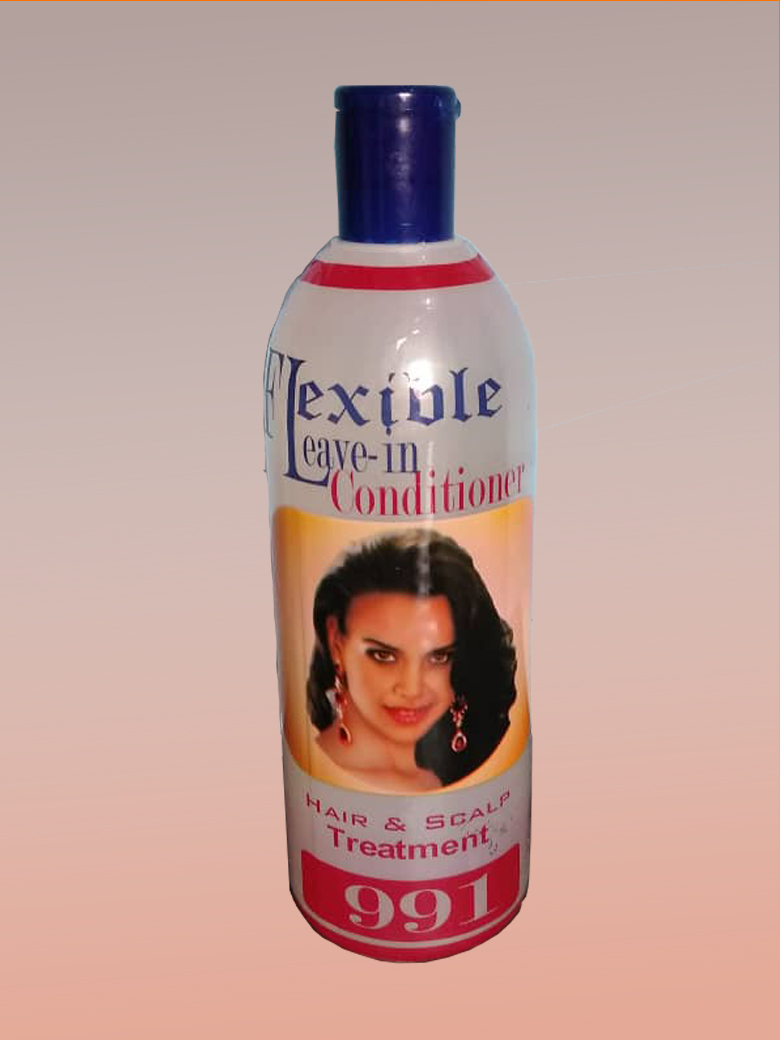 Flexible
Leave-in
Conditioner
HAIR & SCALP
Treatment
991